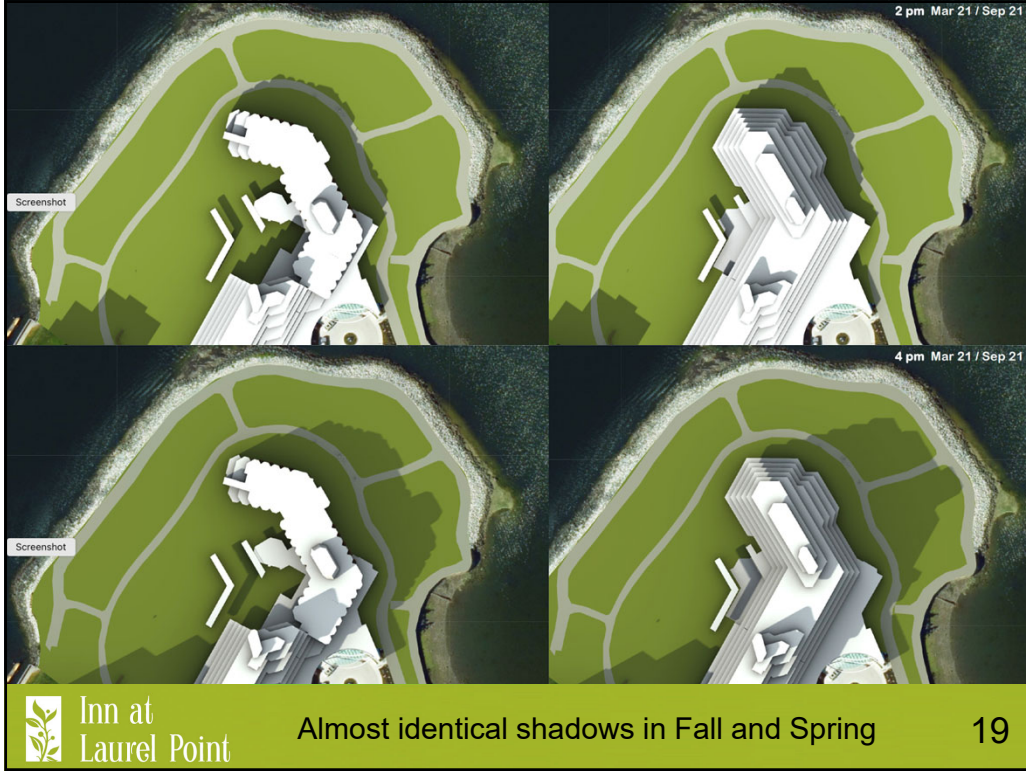 2 pm Mar 21 / Sep 21
Screenshot
4 pm Mar 21 / Sep 21
Screenshot
Inn at
Laurel Point
Almost identical shadows in Fall and Spring
19